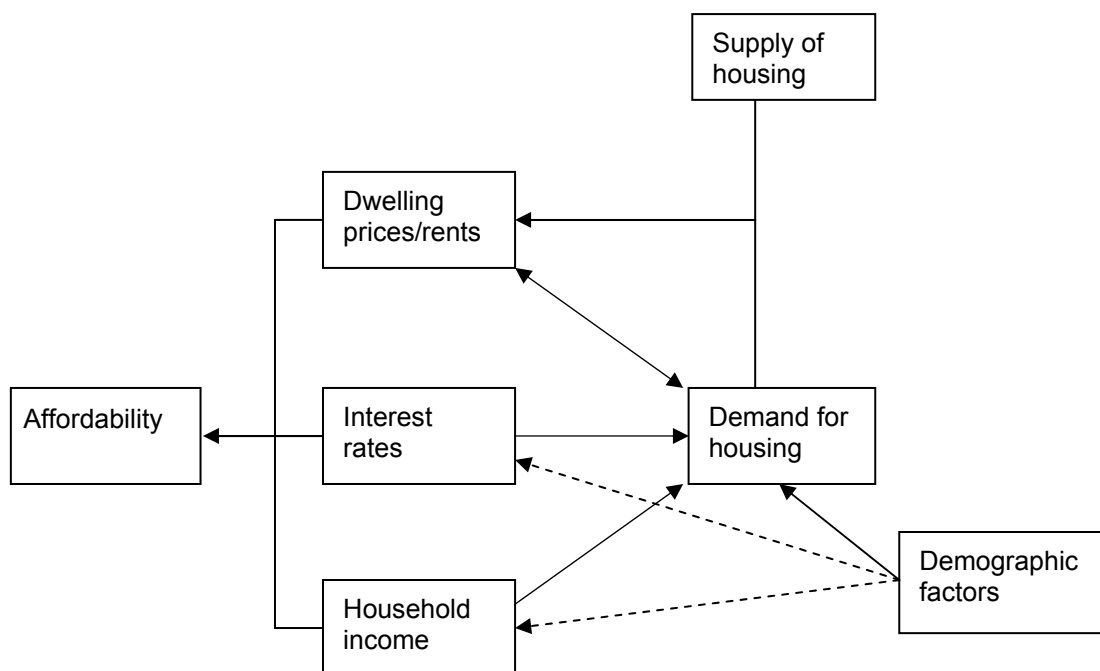 Supply of
housing
Dwelling
prices/rents
Affordability
Interest
rates
Demand for
housing
Demographic
factors
Household
income